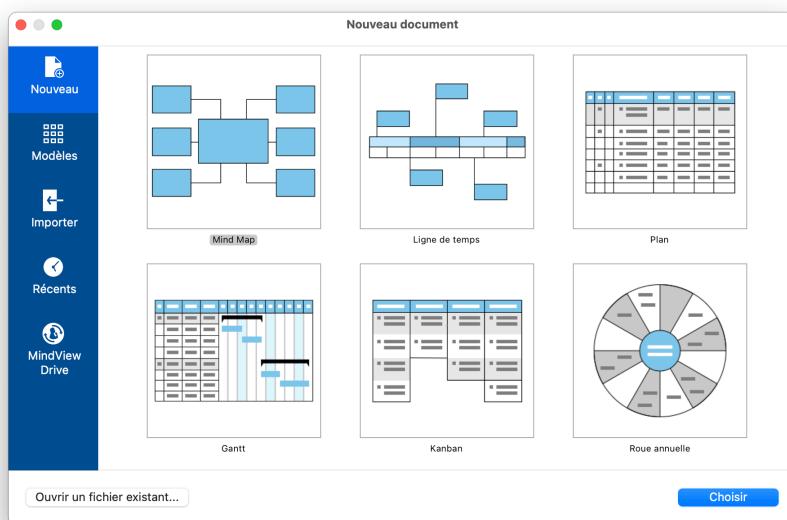 Nouveau document
Nouveau
Modèles
Importer
Récents
MindView
Drive
Mind Map
Ligne de temps
Plan
Gantt
Kanban
Roue annuelle
Ouvrir un fichier existant...
Choisir